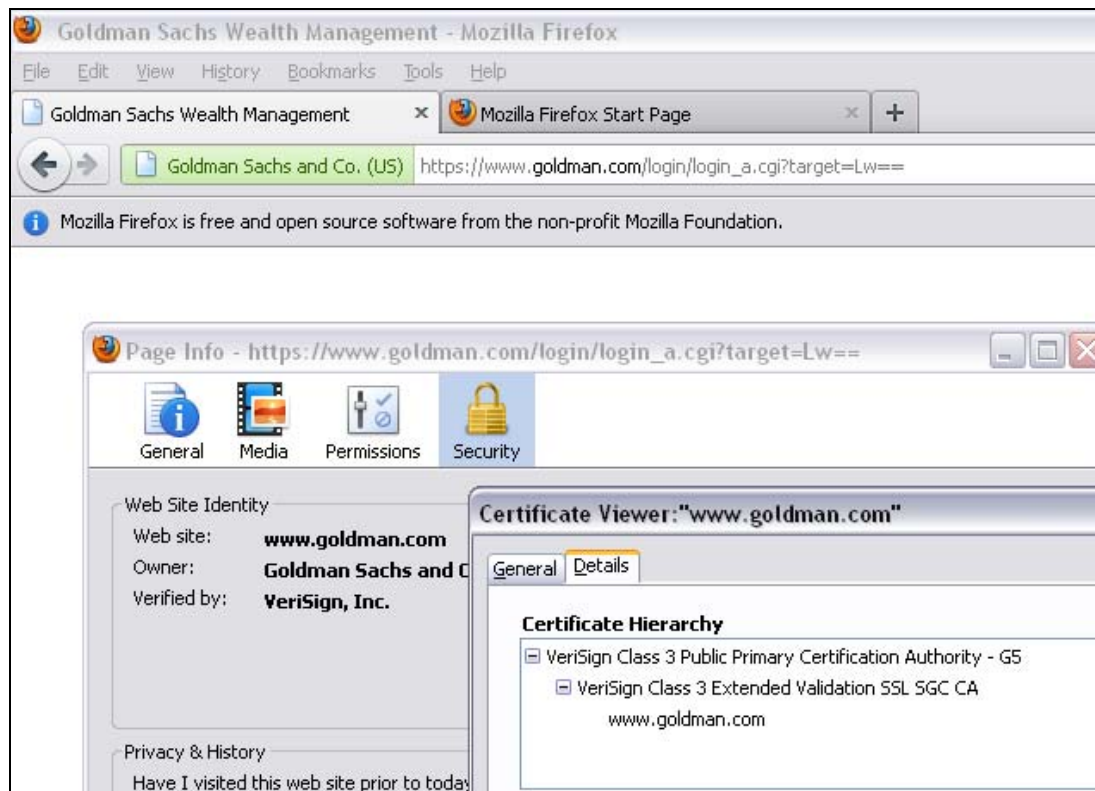 Goldman Sachs Wealth Management - Mozilla Firefox
File Edit View History Bookmarks Tools Help
Goldman Sachs Wealth Management × Mozilla Firefox Start Page × +
Goldman Sachs and Co. (US) https://www.goldman.com/login/login_a.cgi?target=Lw==
Mozilla Firefox is free and open source software from the non-profit Mozilla Foundation.
Page Info - https://www.goldman.com/login/login_a.cgi?target=Lw==
General Media Permissions Security
Web Site Identity
Web site: www.goldman.com
Owner: Goldman Sachs and C
Verified by: VeriSign, Inc.
Certificate Viewer:"www.goldman.com"
General Details
Certificate Hierarchy
VeriSign Class 3 Public Primary Certification Authority - G5
VeriSign Class 3 Extended Validation SSL SGC CA
www.goldman.com
Privacy & History
Have I visited this web site prior to today